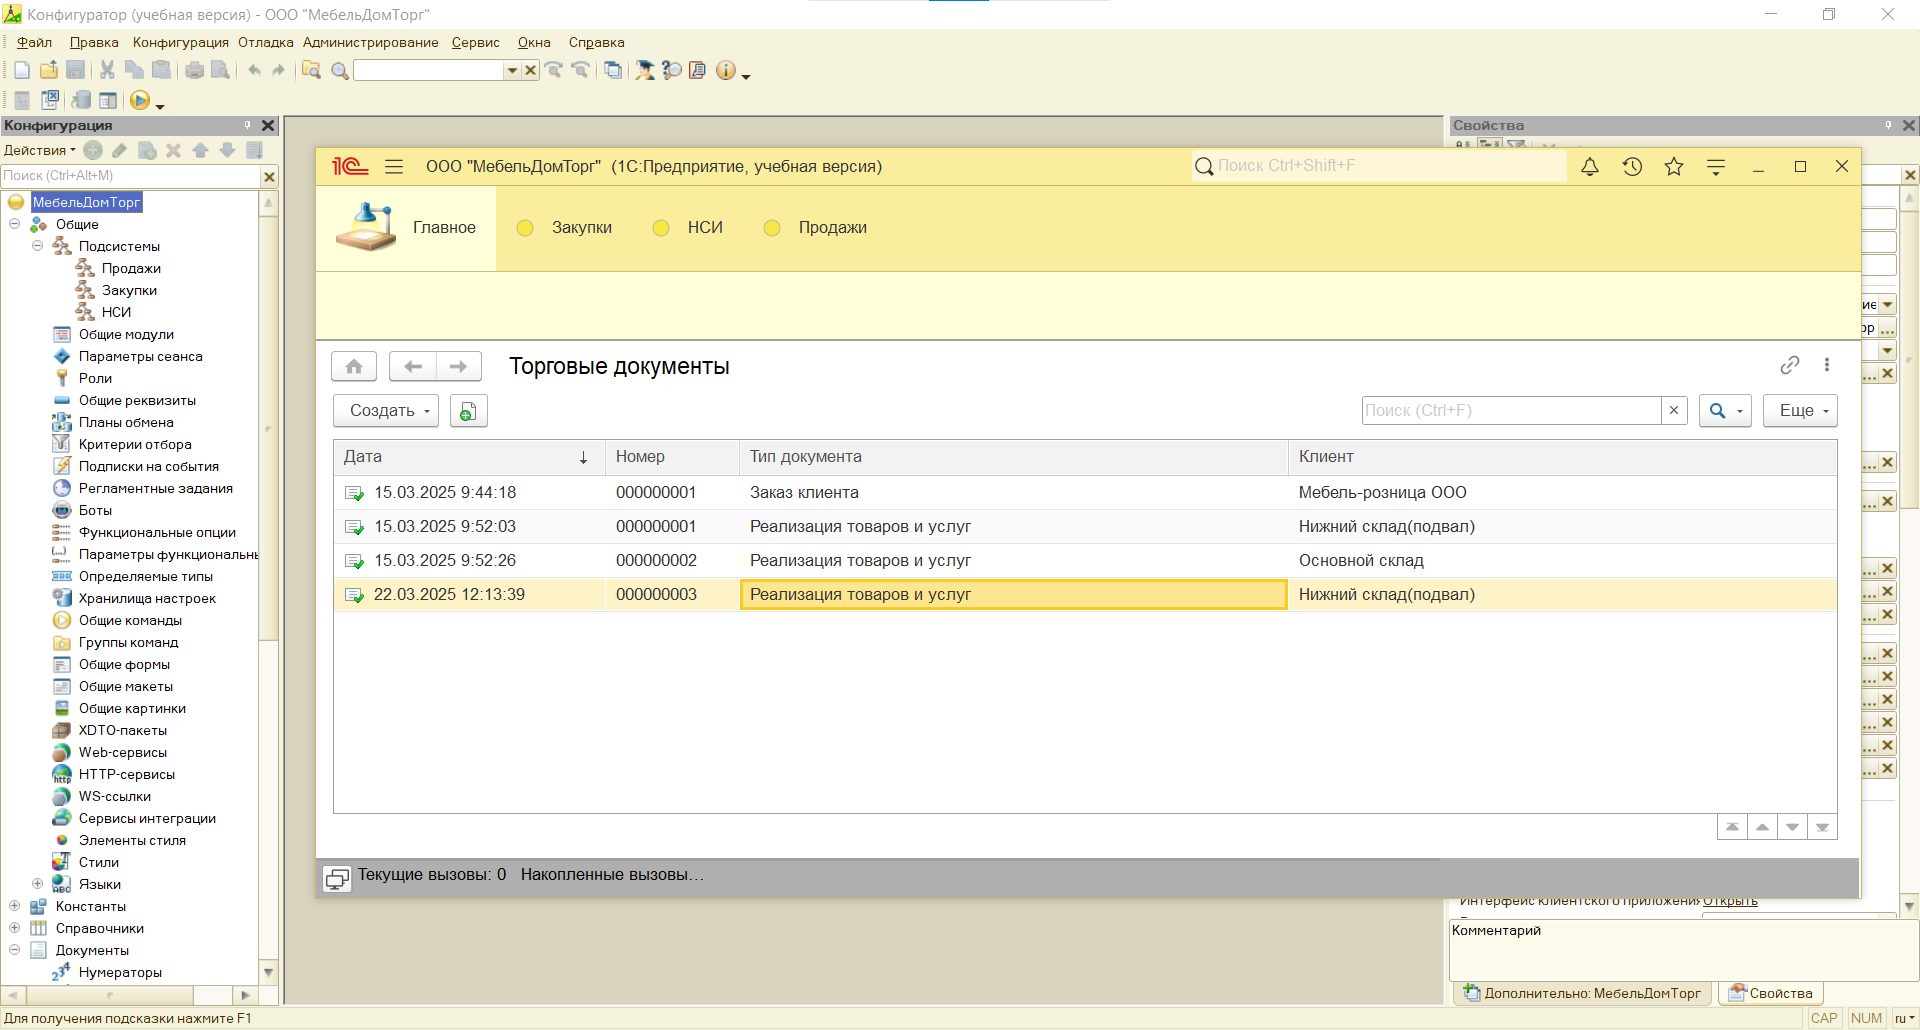 Конфигуратор (учебная версия) - ООО "МебельДомТорг"
Файл Правка Конфигурация Отладка Администрирование Сервис Окна Справка
Конфигурация
Действия
Поиск (Ctrl+Alt+M)
МебельДомТорг
Общие
Подсистемы
Продажи
Закупки
НСИ
Общие модули
Параметры сеанса
Роли
Общие реквизиты
Планы обмена
Критерии отбора
Подписки на события
Регламентные задания
Боты
Функциональные опции
Параметры функциональны
Определяемые типы
Хранилища настроек
Общие команды
Группы команд
Общие формы
Общие макеты
Общие картинки
XDTO-пакеты
Web-сервисы
HTTP-сервисы
WS-ссылки
Сервисы интеграции
Элементы стиля
Стили
Языки
Константы
Справочники
Документы
Нумераторы
1С ООО "МебельДомТорг" (1С:Предприятие, учебная версия)
Поиск Ctrl+Shift+F
Главное Закупки НСИ Продажи
Торговые документы
Создать
Поиск (Ctrl+F)
Еще
Дата Номер Тип документа Клиент
15.03.2025 9:44:18 000000001 Заказ клиента Мебель-розница ООО
15.03.2025 9:52:03 000000001 Реализация товаров и услуг Нижний склад(подвал)
15.03.2025 9:52:26 000000002 Реализация товаров и услуг Основной склад
22.03.2025 12:13:39 000000003 Реализация товаров и услуг Нижний склад(подвал)
Текущие вызовы: 0 Накопленные вызовы…
Свойства
Интерфейс клиентского приложения Открыть
Комментарий
Дополнительно: МебельДомТорг
Свойства
Для получения подсказки нажмите F1
CAP NUM ru